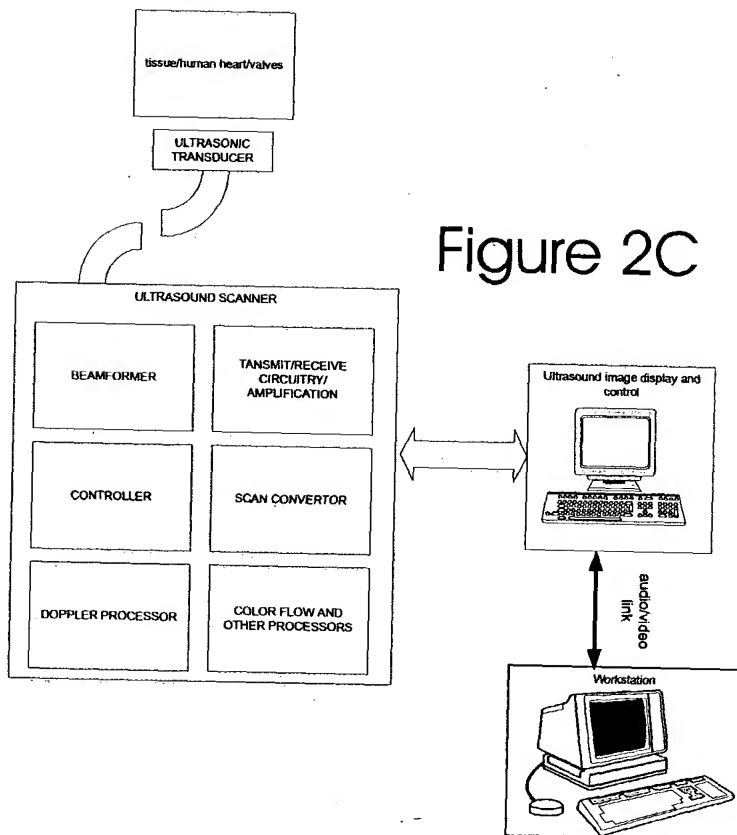 tissue/human heart/valves
ULTRASONIC
TRANSDUCER
Figure 2C
ULTRASOUND SCANNER
BEAMFORMER
TANSMIT/RECEIVE
CIRCUITRY/
AMPLIFICATION
CONTROLLER
SCAN CONVERTOR
DOPPLER PROCESSOR
COLOR FLOW AND
OTHER PROCESSORS
Ultrasound image display and
control
audio/video
link
Workstation